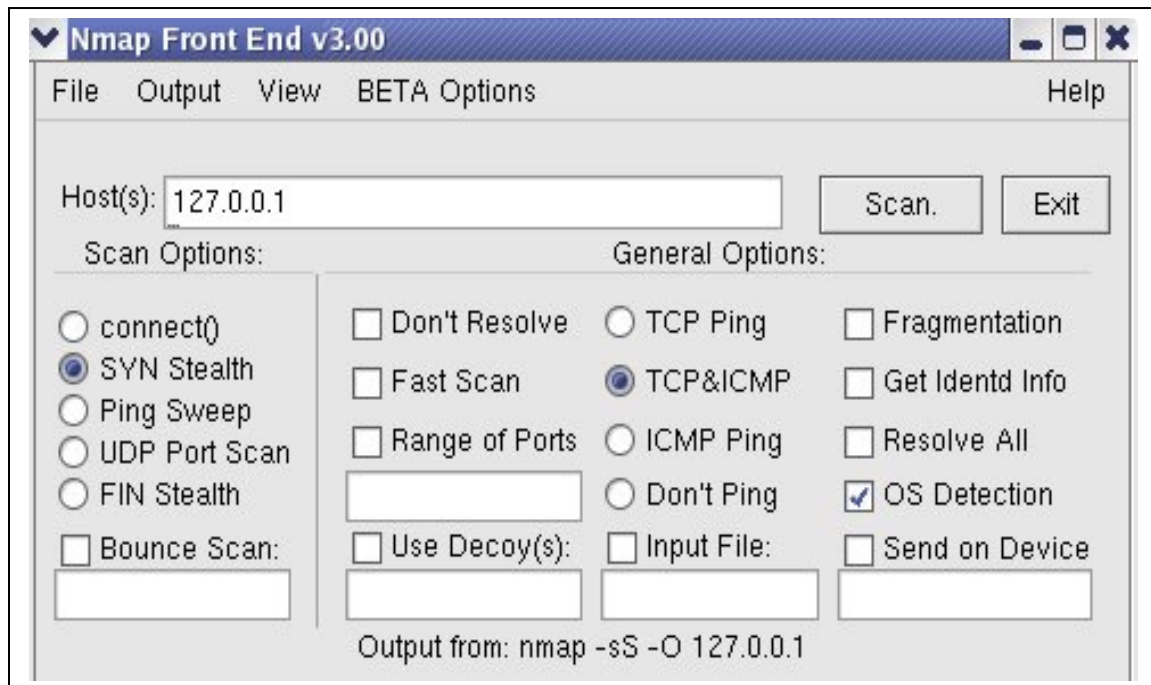 Nmap Front End v3.00
File Output View BETA Options Help
Host(s): 127.0.0.1 Scan. Exit
Scan Options: General Options:
connect() Don't Resolve TCP Ping Fragmentation
SYN Stealth Fast Scan TCP&ICMP Get Identd Info
Ping Sweep Range of Ports ICMP Ping Resolve All
UDP Port Scan
FIN Stealth Don't Ping OS Detection
Bounce Scan: Use Decoy(s): Input File: Send on Device
Output from: nmap -sS -O 127.0.0.1